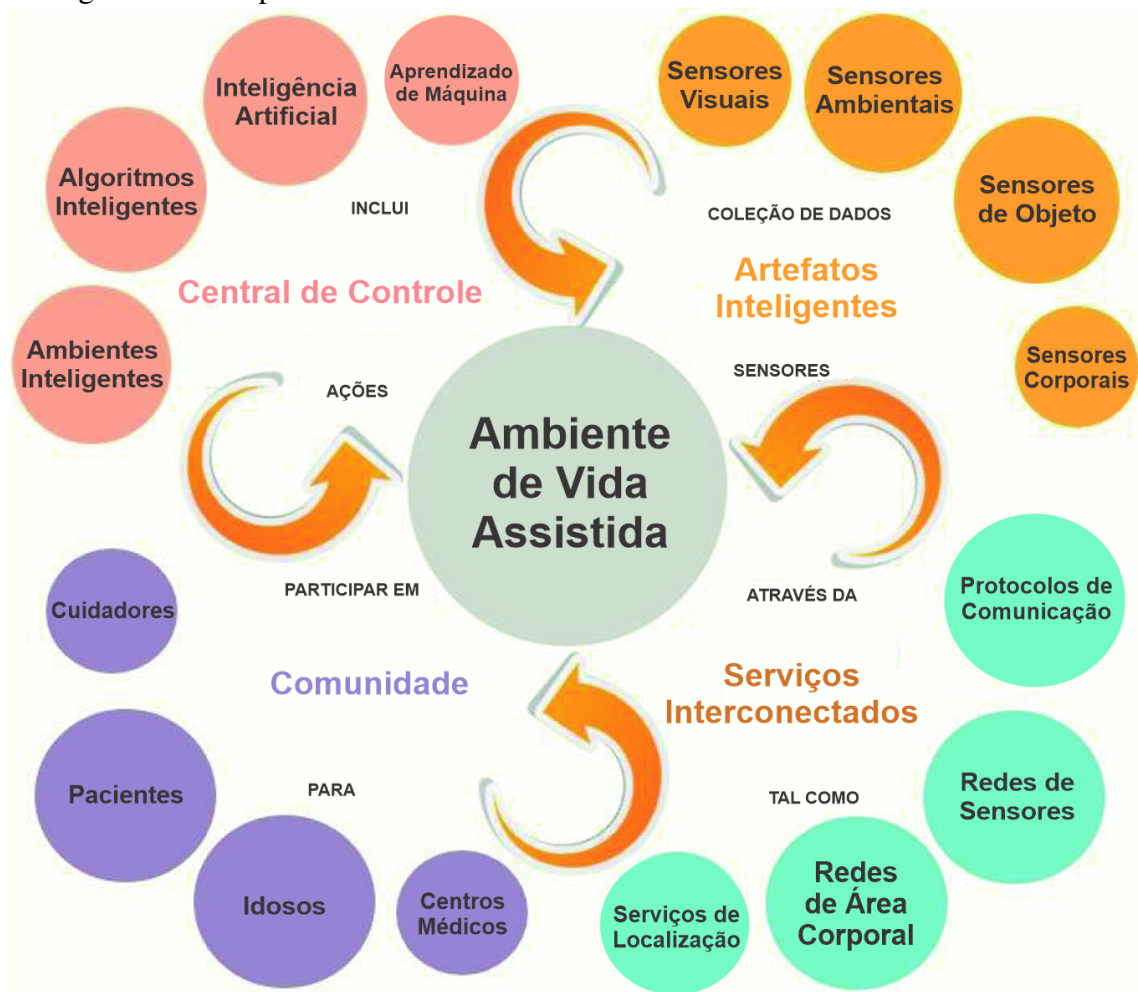 Inteligência
Artificial
Aprendizado
de Máquina
Algoritmos
Inteligentes
INCLUI
Central de Controle
Ambientes
Inteligentes
AÇÕES
Sensores
Visuais
Sensores
Ambientais
Sensores
de Objeto
COLEÇÃO DE DADOS
Artefatos
Inteligentes
SENSORES
Sensores
Corporais
Ambiente
de Vida
Assistida
Cuidadores
PARTICIPAR EM
Comunidade
Pacientes
PARA
Idosos
Centros
Médicos
ATRAVÉS DA
Protocolos de
Comunicação
Serviços
Interconectados
TAL COMO
Redes de
Sensores
Redes
de Área
Corporal
Serviços de
Localização